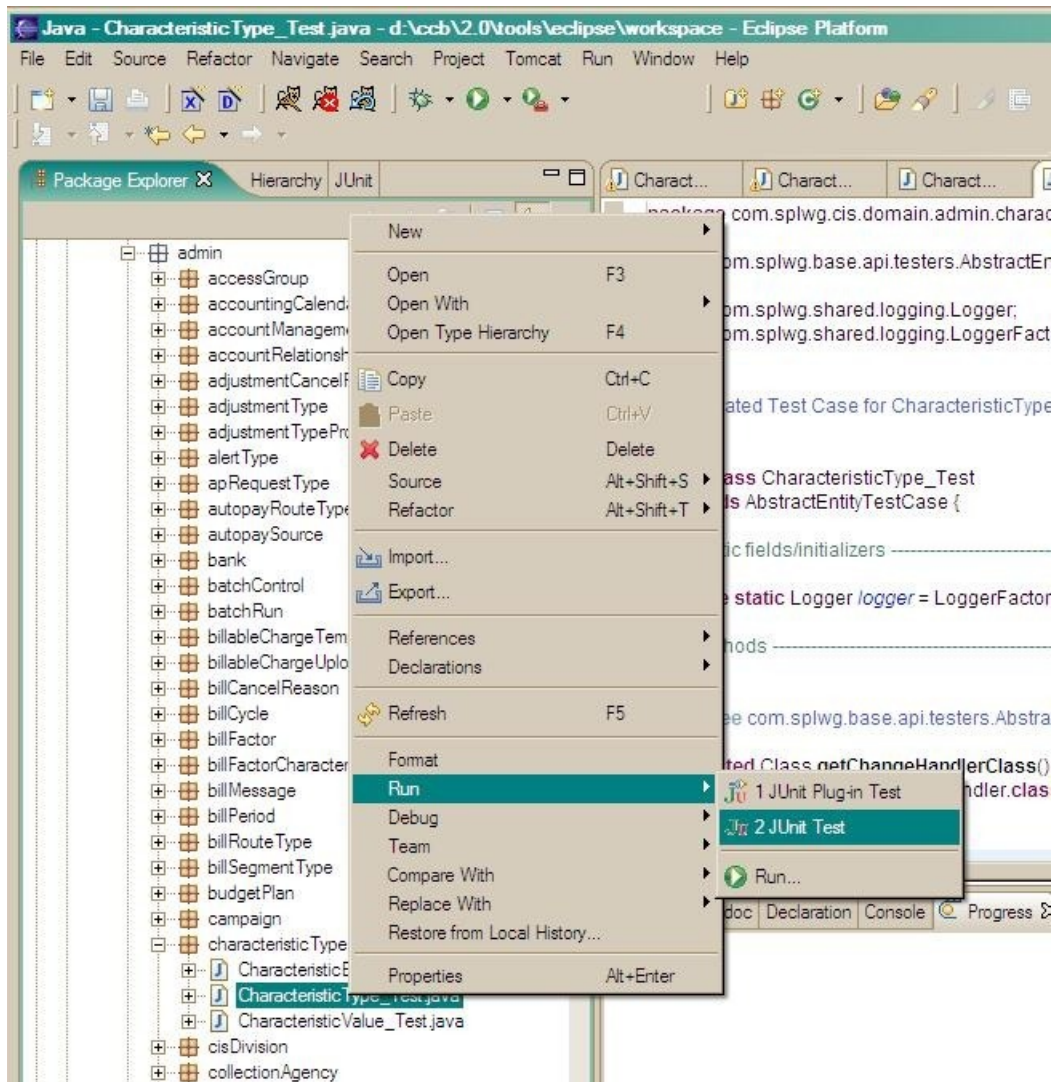 Java - CharacteristicType_Test.java - d:\ccb\2.0\tools\eclipse\workspace - Eclipse Platform
File Edit Source Refactor Navigate Search Project Tomcat Run Window Help
Package Explorer Hierarchy JUnit
Charact... Charact... Charact...
admin
accessGroup
accountingCalenda
accountManageme
accountRelationsh
adjustmentCancelR
adjustmentType
adjustmentTypePro
alertType
apRequestType
autopayRouteType
autopaySource
bank
batchControl
batchRun
billableChargeTem
billableChargeUplo
billCancelReason
billCycle
billFactor
billFactorCharacter
billMessage
billPeriod
billRouteType
billSegmentType
budgetPlan
campaign
characteristicType
CharacteristicE
CharacteristicType_Test.java
CharacteristicValue_Test.java
cisDivision
collectionAgency
New
Open F3
Open With
Open Type Hierarchy F4
Copy Ctrl+C
Paste Ctrl+V
Delete Delete
Source Alt+Shift+S
Refactor Alt+Shift+T
Import...
Export...
References
Declarations
Refresh F5
Format
Run
Debug
Team
Compare With
Replace With
Restore from Local History...
Properties Alt+Enter
1 JUnit Plug-in Test
2 JUnit Test
Run...
package com.splwg.cis.domain.admin.charac
om.splwg.base.api.testers.AbstractEn
om.splwg.shared.logging.Logger;
om.splwg.shared.logging.LoggerFact
ated Test Case for CharacteristicType
ass CharacteristicType_Test
ds AbstractEntityTestCase {
ic fields/initializers ---------------------------
e static Logger logger = LoggerFactor
hods ------------------------------------------
ee com.splwg.base.api.testers.Abstra
ted Class getChangeHandlerClass()
ndler.class
doc Declaration Console Progress